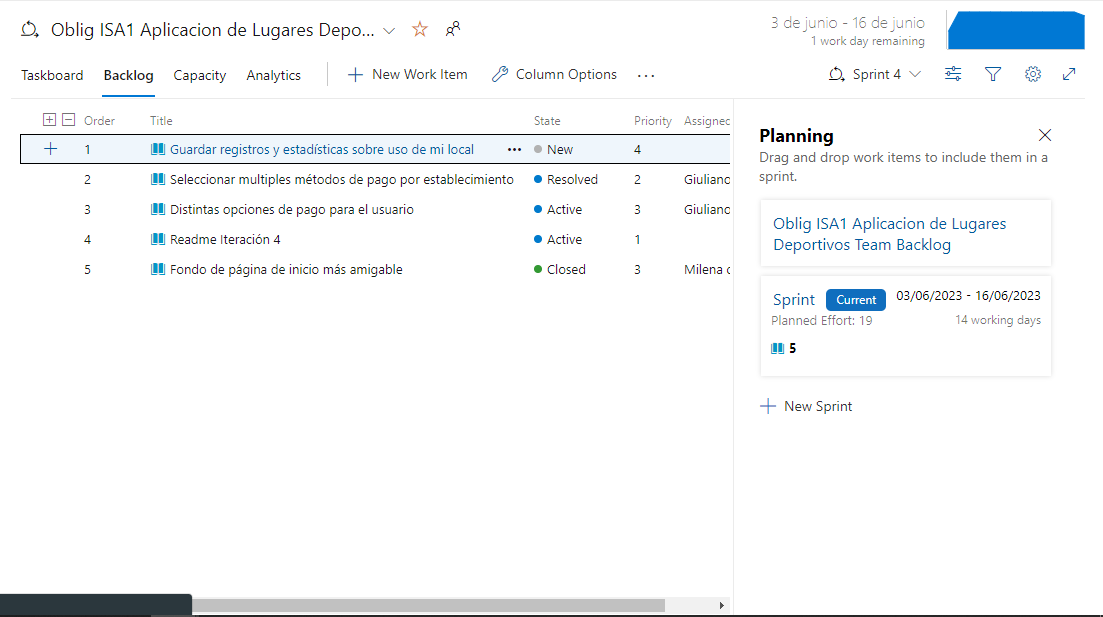 Oblig ISA1 Aplicacion de Lugares Depo...
3 de junio - 16 de junio
1 work day remaining
Taskboard Backlog Capacity Analytics New Work Item Column Options ... Sprint 4
Order Title State Priority Assigned
1 Guardar registros y estadísticas sobre uso de mi local ... New 4
2 Seleccionar multiples métodos de pago por establecimiento Resolved 2 Giuliano
3 Distintas opciones de pago para el usuario Active 3 Giuliano
4 Readme Iteración 4 Active 1
5 Fondo de página de inicio más amigable Closed 3 Milena
Planning
Drag and drop work items to include them in a
sprint.
Oblig ISA1 Aplicacion de Lugares
Deportivos Team Backlog
Sprint Current 03/06/2023 - 16/06/2023
Planned Effort: 19 14 working days
5
New Sprint